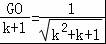 GO/(k+1) = 1/√(k²+k+1)